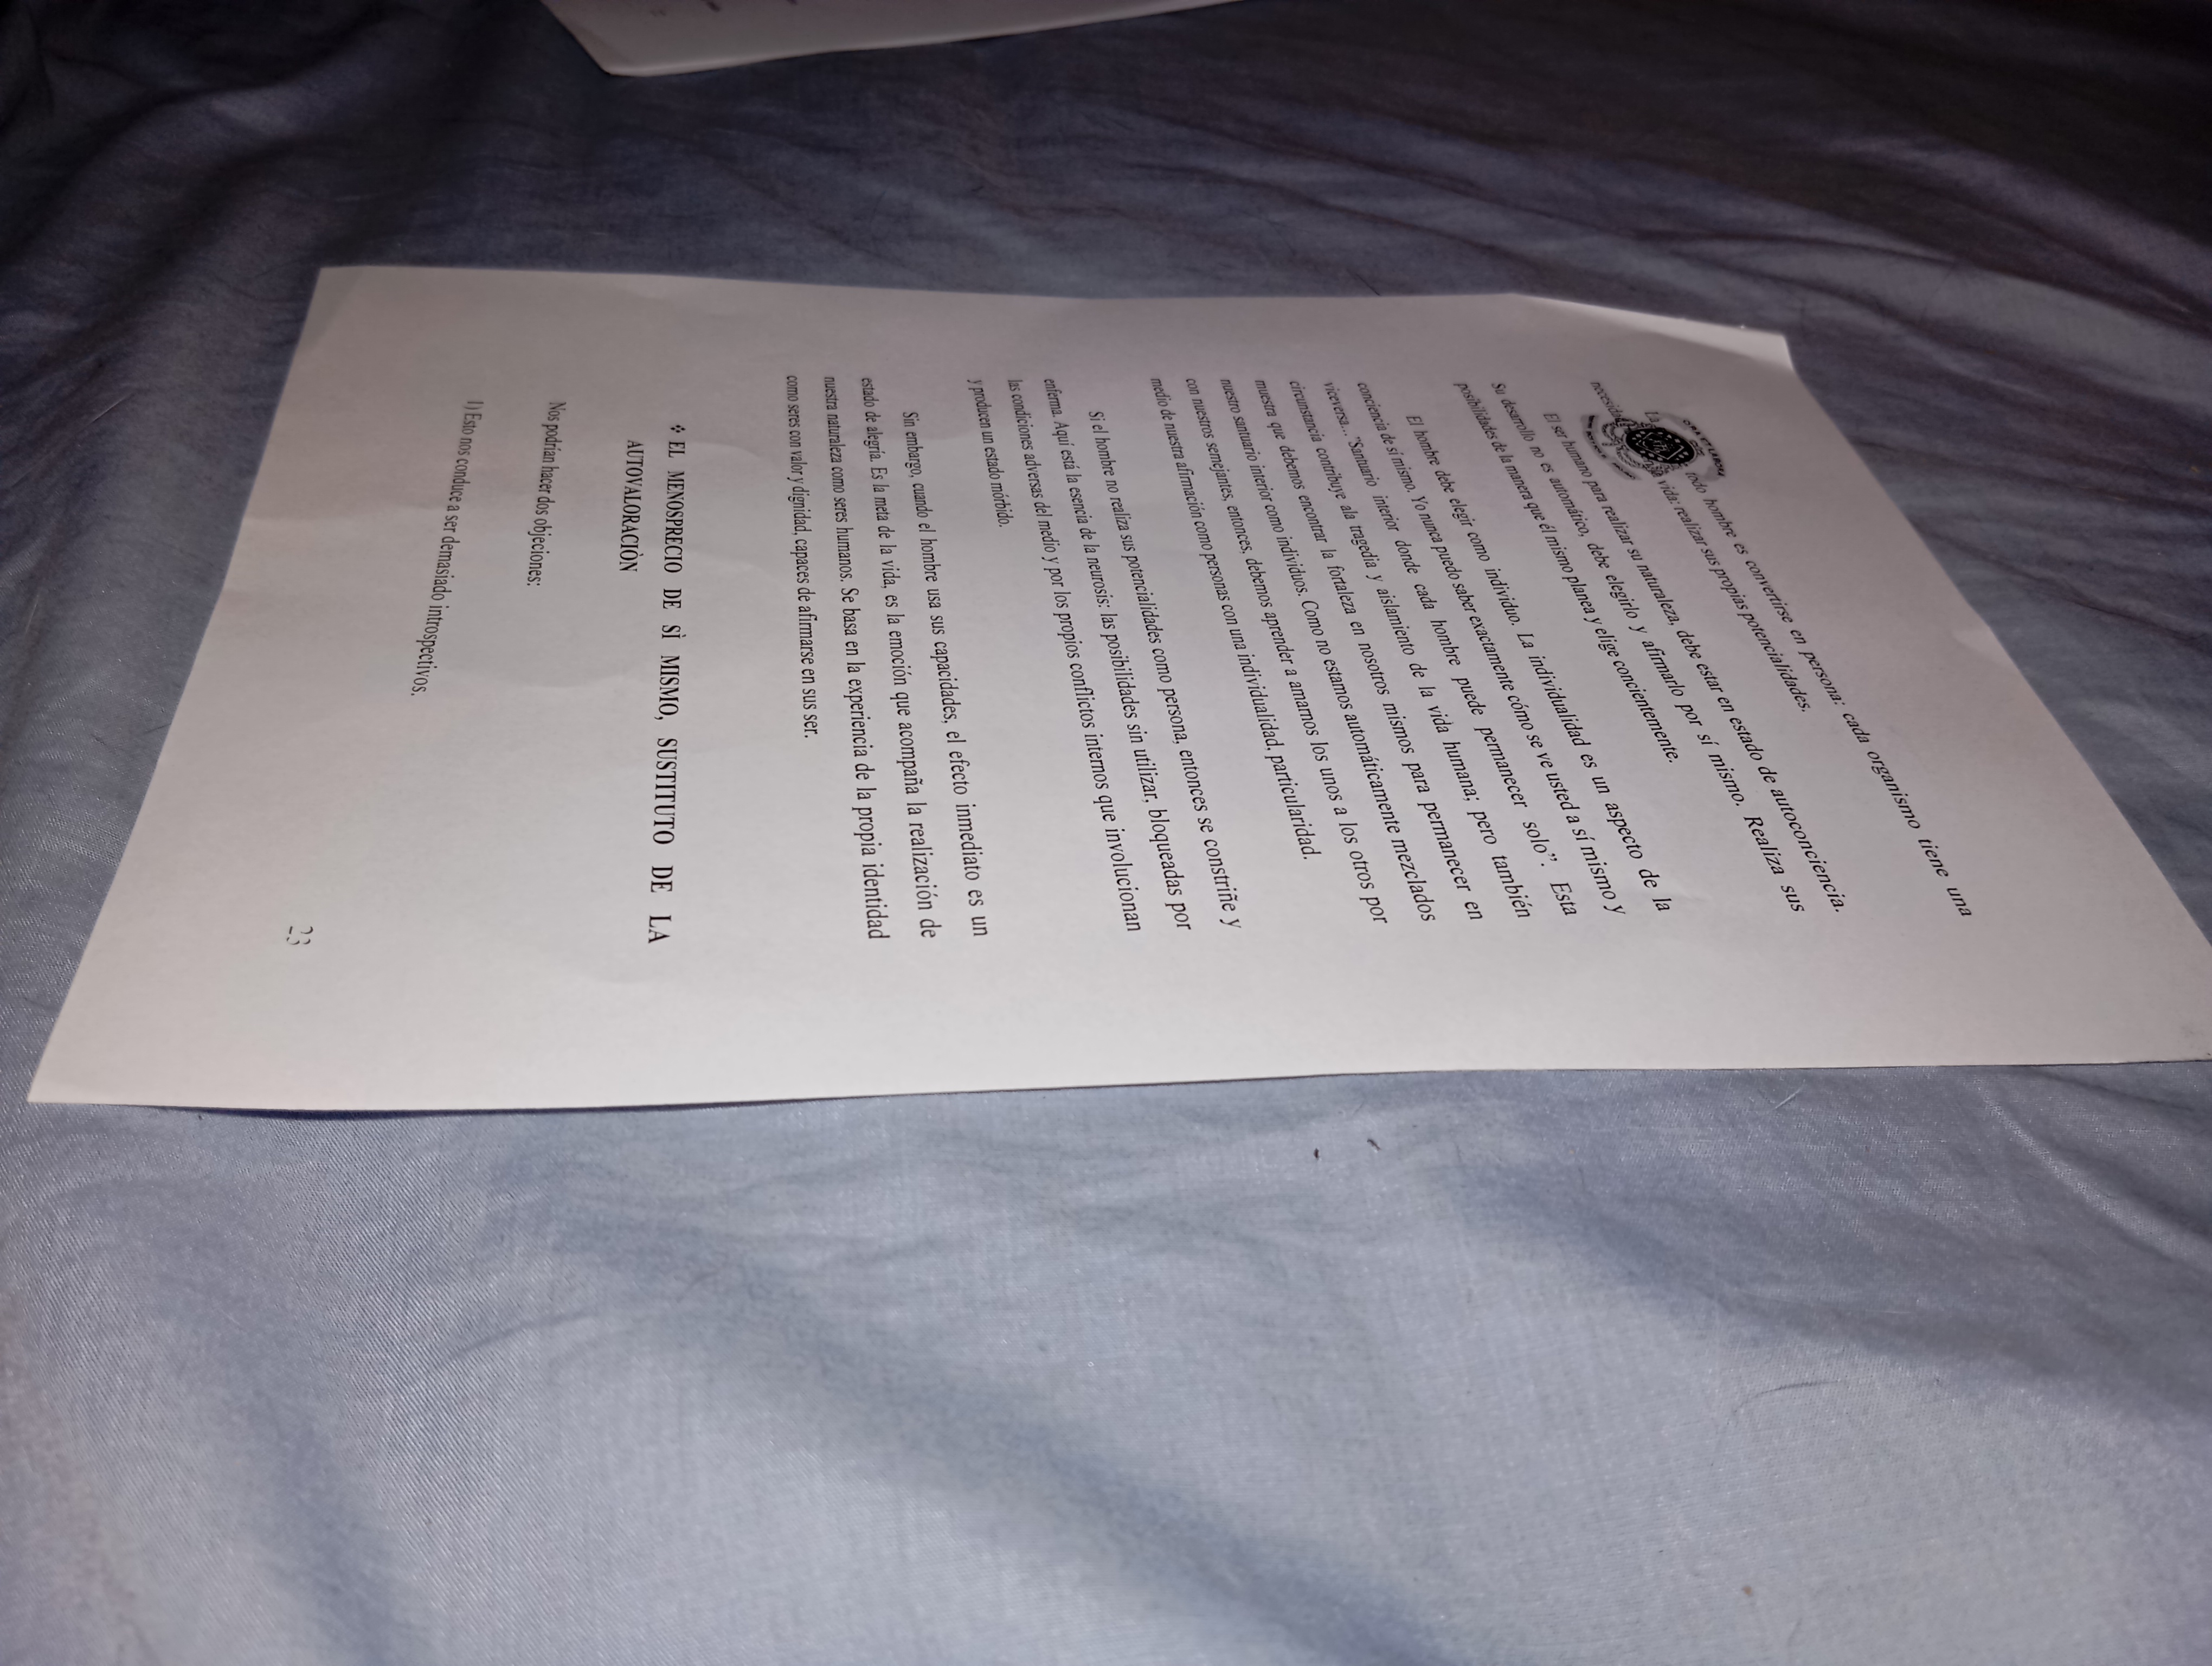 La todo hombre es convertirse en persona: cada organismo tiene una
vida: realizar sus propias potencialidades.
El ser humano para realizar su naturaleza, debe estar en estado de autoconciencia.
Su desarrollo no es automático, debe elegirlo y afirmarlo por sí mismo. Realiza sus
posibilidades de la manera que él mismo planea y elige concientemente.
El hombre debe elegir como individuo. La individualidad es un aspecto de la
conciencia de sí mismo. Yo nunca puedo saber exactamente cómo se ve usted a sí mismo y
viceversa…"Santuario interior donde cada hombre puede permanecer solo". Esta
circunstancia contribuye ala tragedia y aislamiento de la vida humana; pero también
muestra que debemos encontrar la fortaleza en nosotros mismos para permanecer en
nuestro santuario interior como individuos. Como no estamos automáticamente mezclados
con nuestros semejantes, entonces, debemos aprender a amarnos los unos a los otros por
medio de nuestra afirmación como personas con una individualidad, particularidad.
Si el hombre no realiza sus potencialidades como persona, entonces se constriñe y
enferma. Aquí está la esencia de la neurosis: las posibilidades sin utilizar, bloqueadas por
las condiciones adversas del medio y por los propios conflictos internos que involucionan
y producen un estado mórbido.
Sin embargo, cuando el hombre usa sus capacidades, el efecto inmediato es un
estado de alegría. Es la meta de la vida, es la emoción que acompaña la realización de
nuestra naturaleza como seres humanos. Se basa en la experiencia de la propia identidad
como seres con valor y dignidad, capaces de afirmarse en sus ser.
❖ EL MENOSPRECIO DE SÌ MISMO, SUSTITUTO DE LA
AUTOVALORACIÒN
Nos podrían hacer dos objeciones:
1) Esto nos conduce a ser demasiado introspectivos.
23